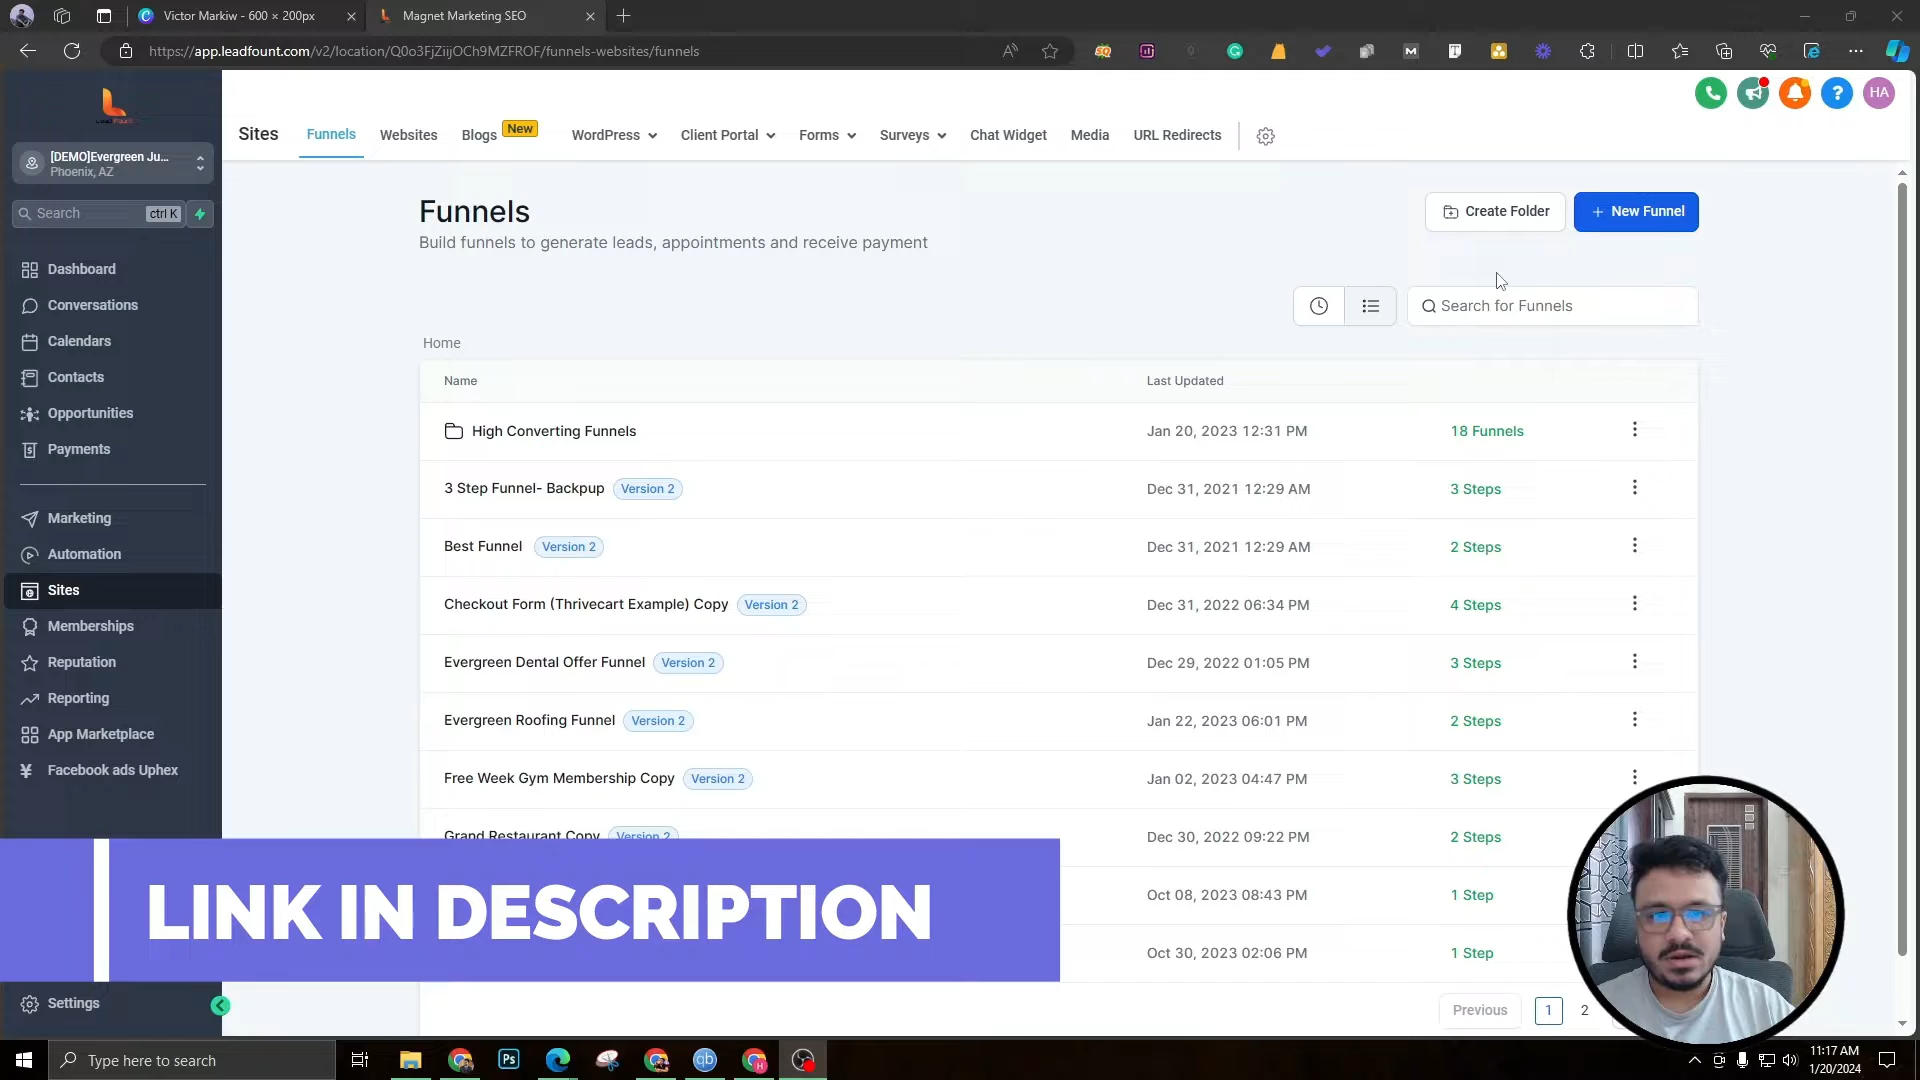 Victor Markiw - 600 × 200px
Magnet Marketing SEO
https://app.leadfount.com/v2/location/Q0o3FjZiijOCh9MZFROF/funnels-websites/funnels
[DEMO]Evergreen Ju...
Phoenix, AZ
Search
ctrl K
Dashboard
Conversations
Calendars
Contacts
Opportunities
Payments
Marketing
Automation
Sites
Memberships
Reputation
Reporting
App Marketplace
Facebook ads Uphex
Settings
HA
Sites
Funnels
Websites
Blogs New
WordPress
Client Portal
Forms
Surveys
Chat Widget
Media
URL Redirects
Funnels
Build funnels to generate leads, appointments and receive payment
Create Folder
+ New Funnel
Search for Funnels
Home
Name Last Updated
High Converting Funnels Jan 20, 2023 12:31 PM 18 Funnels
3 Step Funnel- Backpup Version 2 Dec 31, 2021 12:29 AM 3 Steps
Best Funnel Version 2 Dec 31, 2021 12:29 AM 2 Steps
Checkout Form (Thrivecart Example) Copy Version 2 Dec 31, 2022 06:34 PM 4 Steps
Evergreen Dental Offer Funnel Version 2 Dec 29, 2022 01:05 PM 3 Steps
Evergreen Roofing Funnel Version 2 Jan 22, 2023 06:01 PM 2 Steps
Free Week Gym Membership Copy Version 2 Jan 02, 2023 04:47 PM 3 Steps
Grand Restaurant Copy Version 2 Dec 30, 2022 09:22 PM 2 Steps
Oct 08, 2023 08:43 PM 1 Step
Oct 30, 2023 02:06 PM 1 Step
Previous 1 2
LINK IN DESCRIPTION
Type here to search
Ps
qb
11:17 AM
1/20/2024